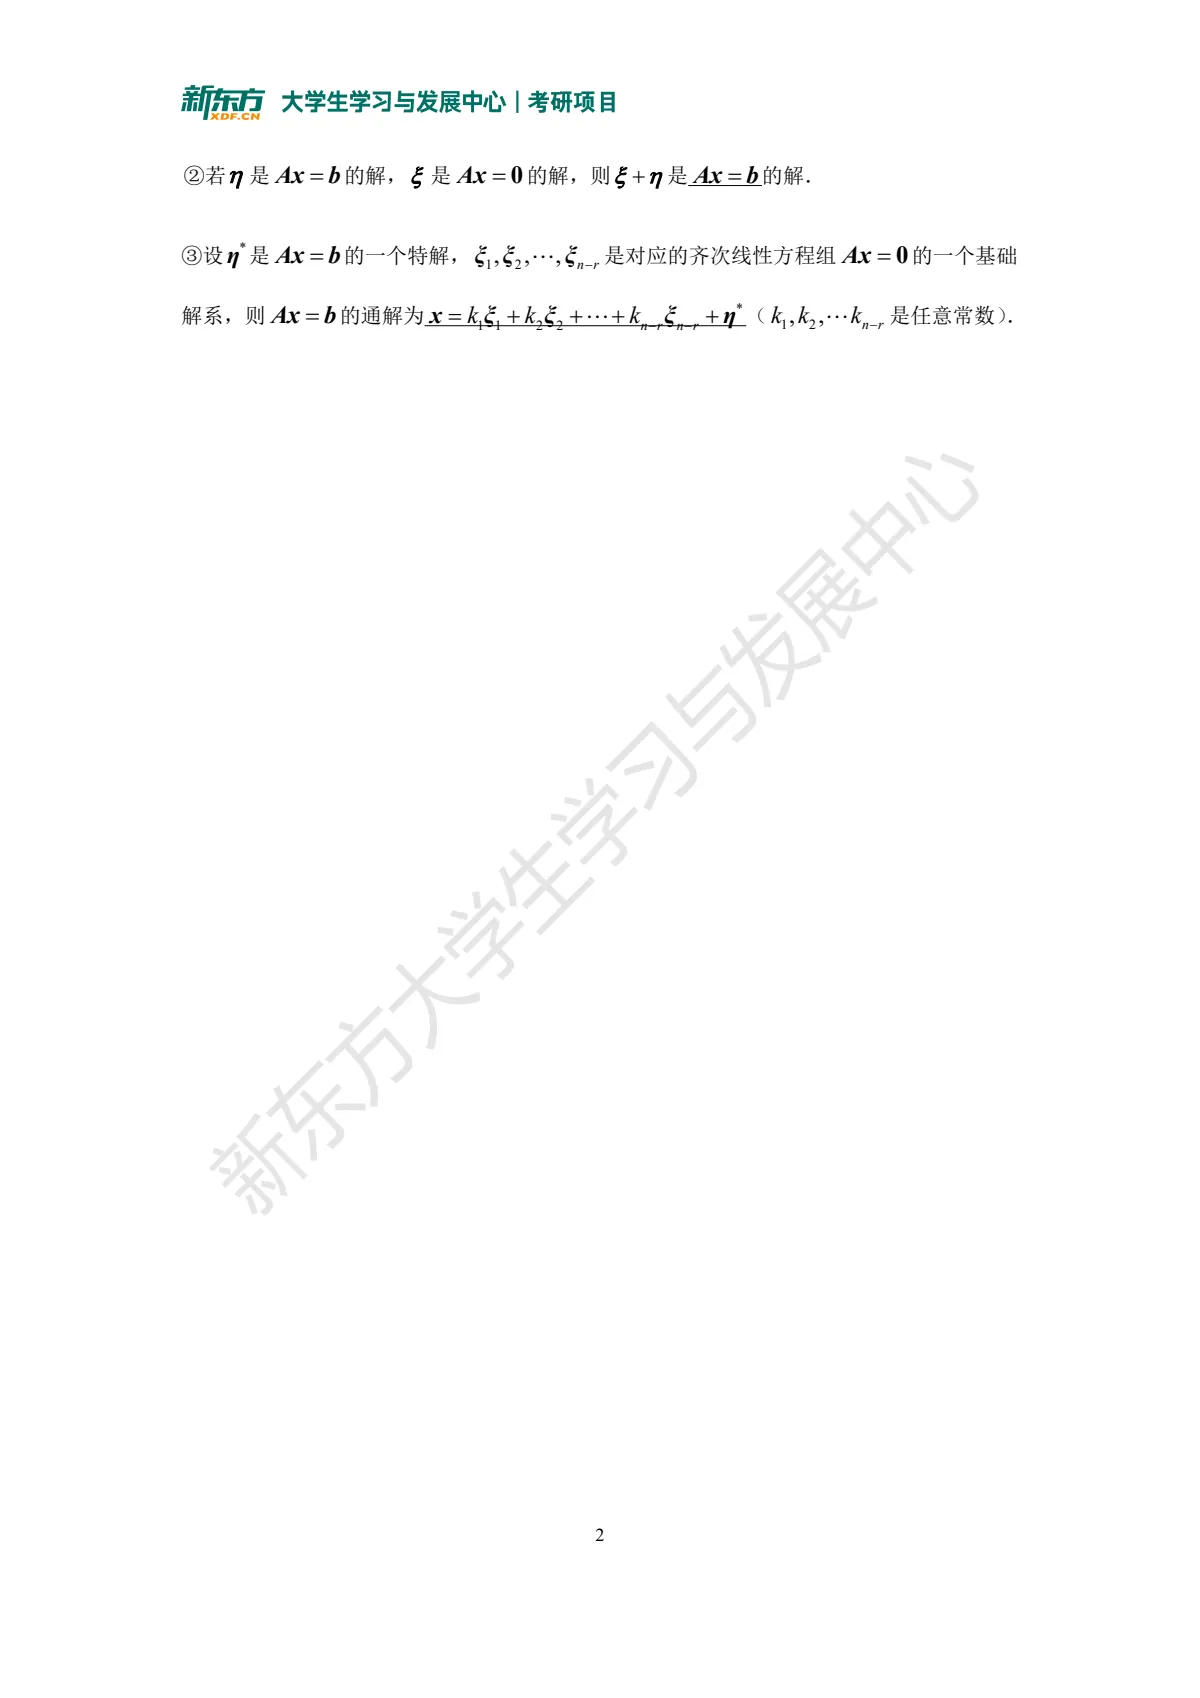 新东方 XDF.CN 大学生学习与发展中心 | 考研项目
②若η是Ax=b的解，ξ是Ax=0的解，则ξ+η是Ax=b的解．
③设η*是Ax=b的一个特解，ξ₁,ξ₂,⋯,ξₙ₋ᵣ是对应的齐次线性方程组Ax=0的一个基础
解系，则Ax=b的通解为x=k₁ξ₁+k₂ξ₂+⋯+kₙ₋ᵣξₙ₋ᵣ+η*（k₁,k₂,⋯kₙ₋ᵣ是任意常数）．
新东方大学生学习与发展中心
2